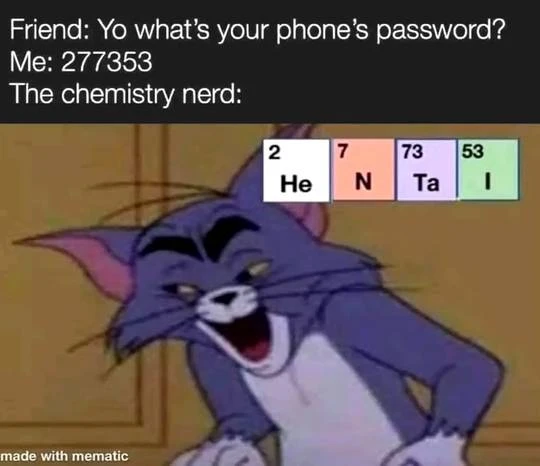 Friend: Yo what's your phone's password?
Me: 277353
The chemistry nerd:
2 7 73 53
He N Ta I
made with mematic